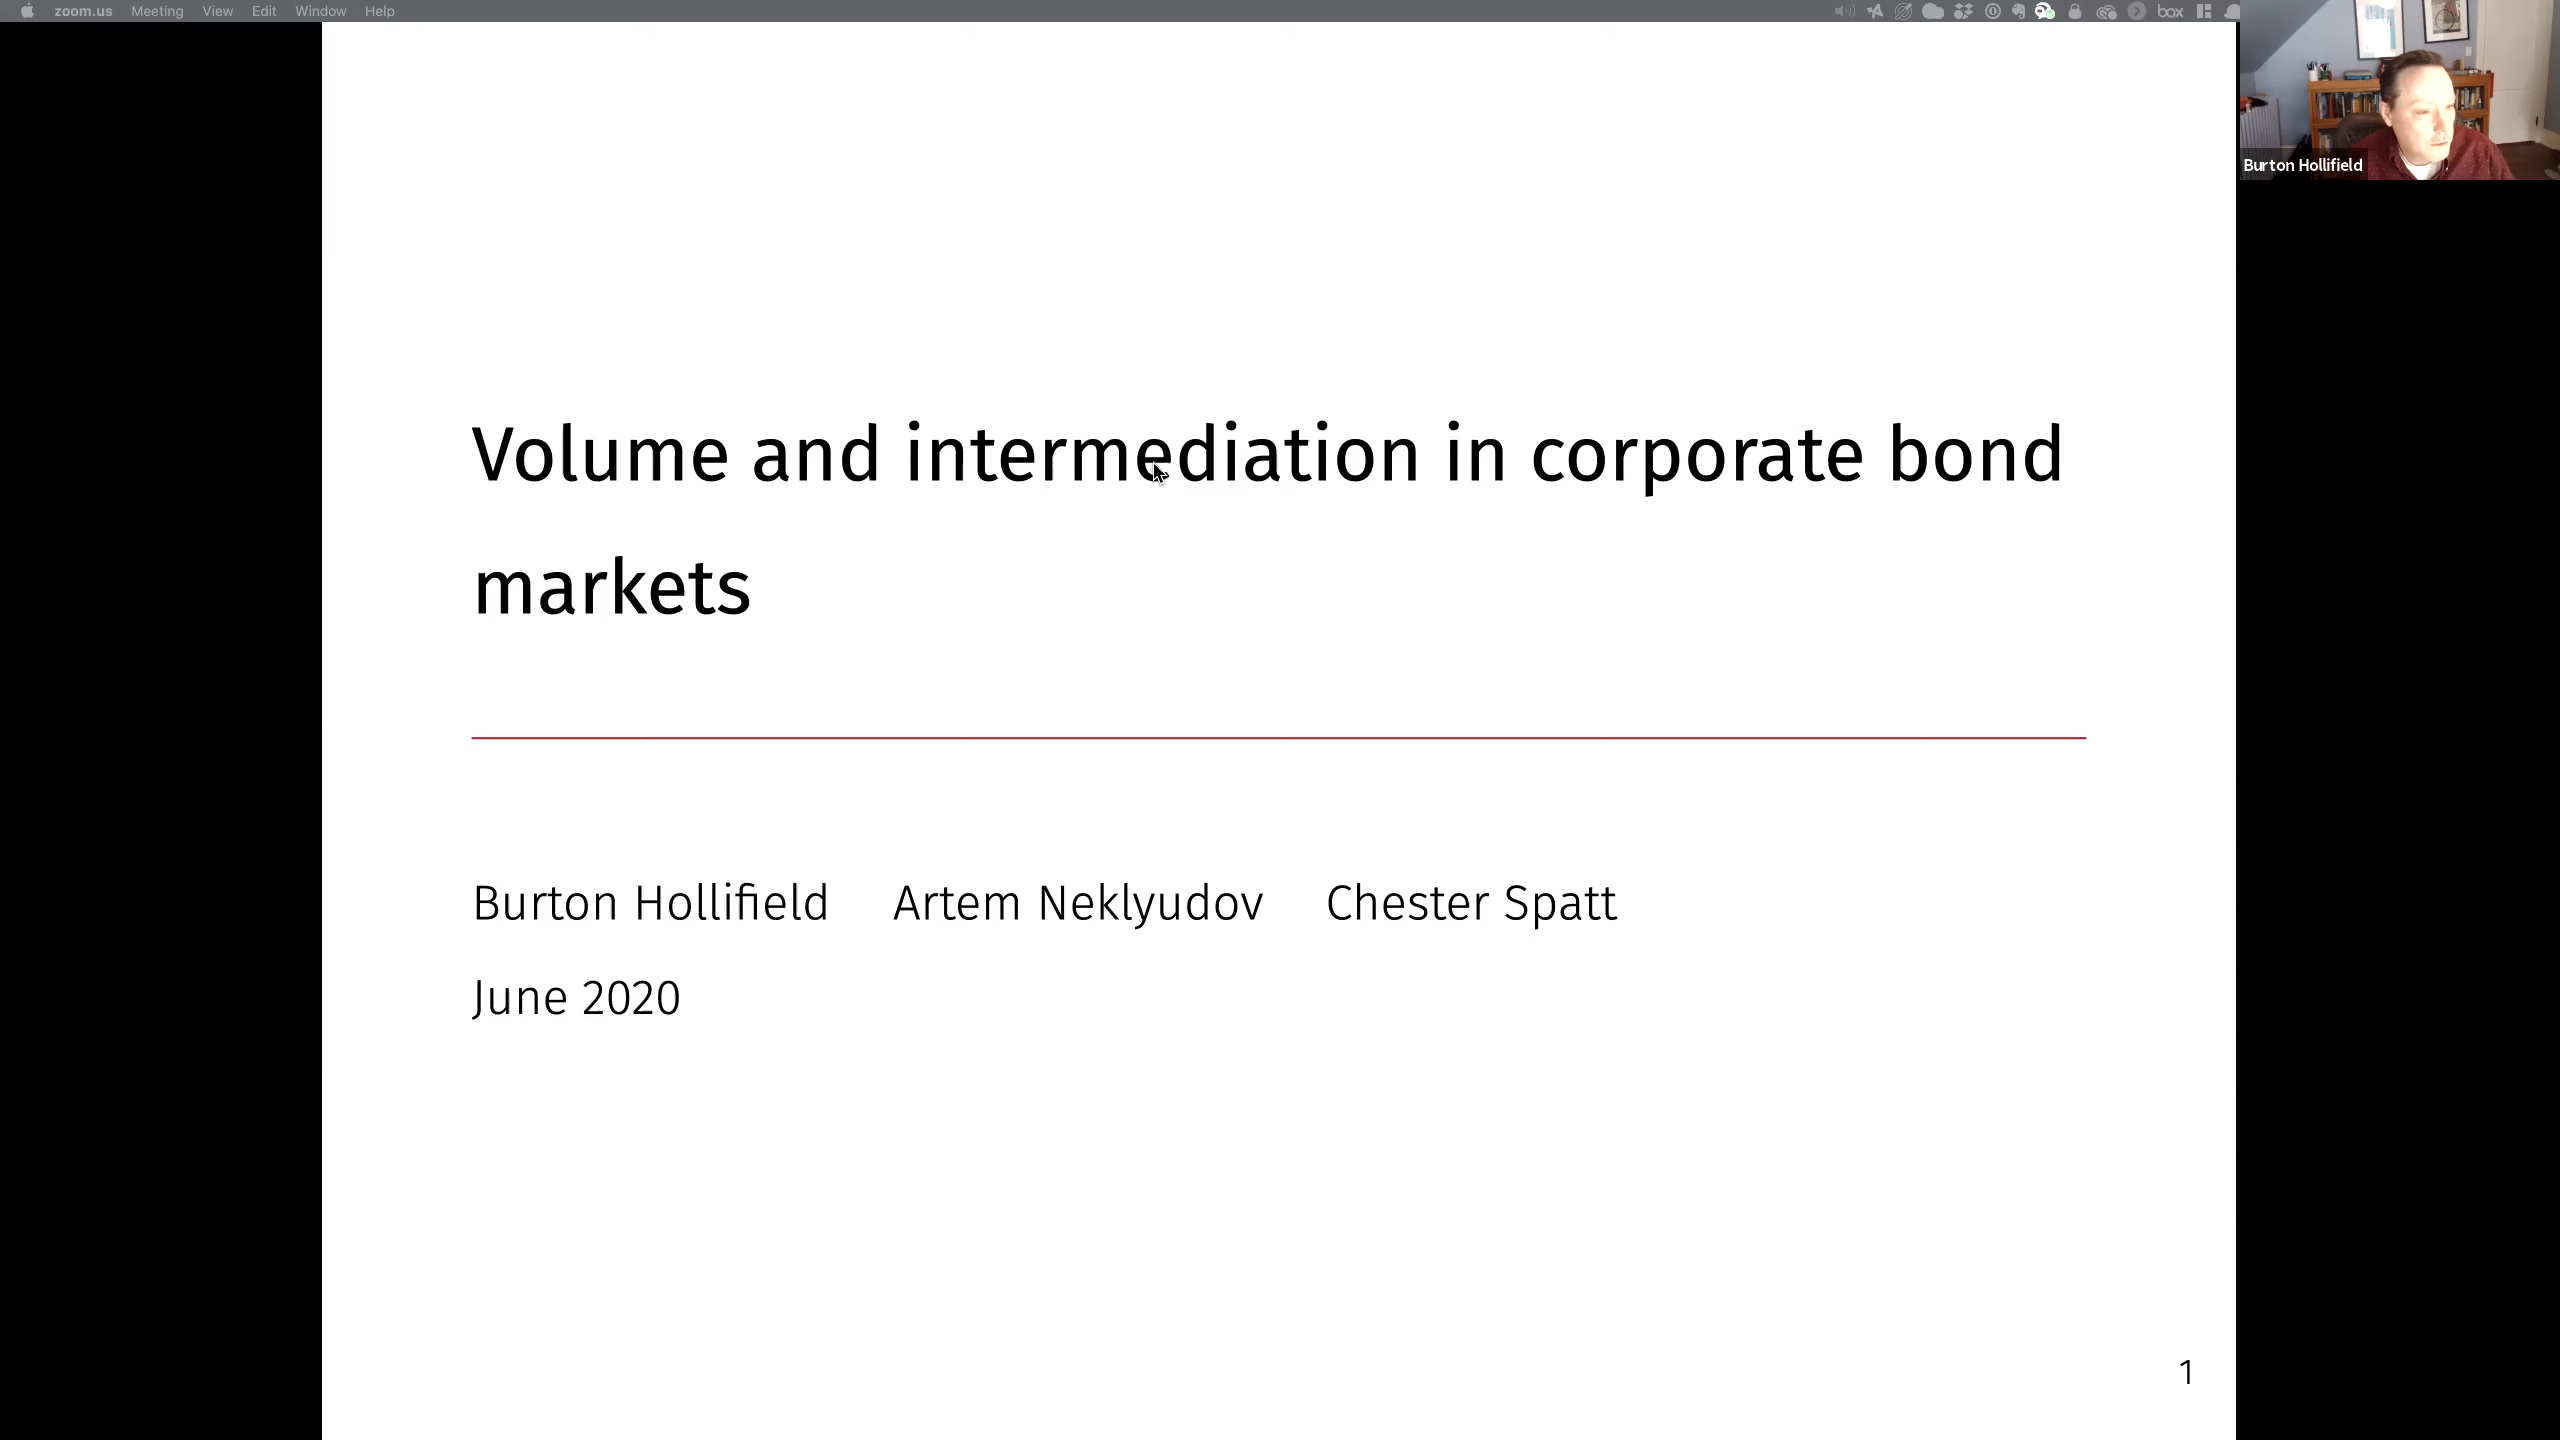 zoom.us Meeting View Edit Window Help
box
Burton Hollifield
Volume and intermediation in corporate bond
markets
Burton Hollifield Artem Neklyudov Chester Spatt
June 2020
1